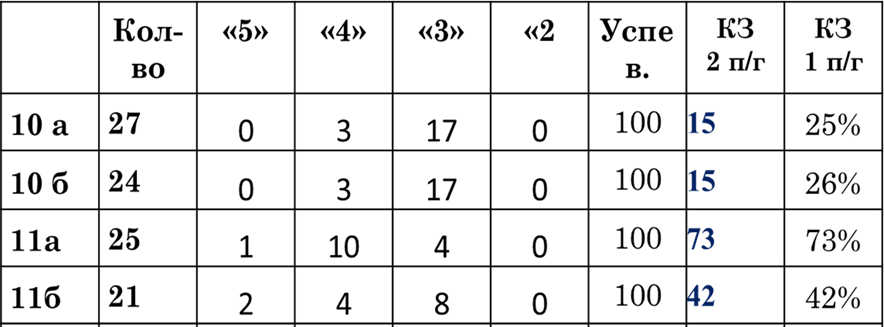 Кол-во «5» «4» «3» «2 Успев. КЗ 2 п/г КЗ 1 п/г
10 а 27 0 3 17 0 100 15 25%
10 б 24 0 3 17 0 100 15 26%
11а 25 1 10 4 0 100 73 73%
11б 21 2 4 8 0 100 42 42%